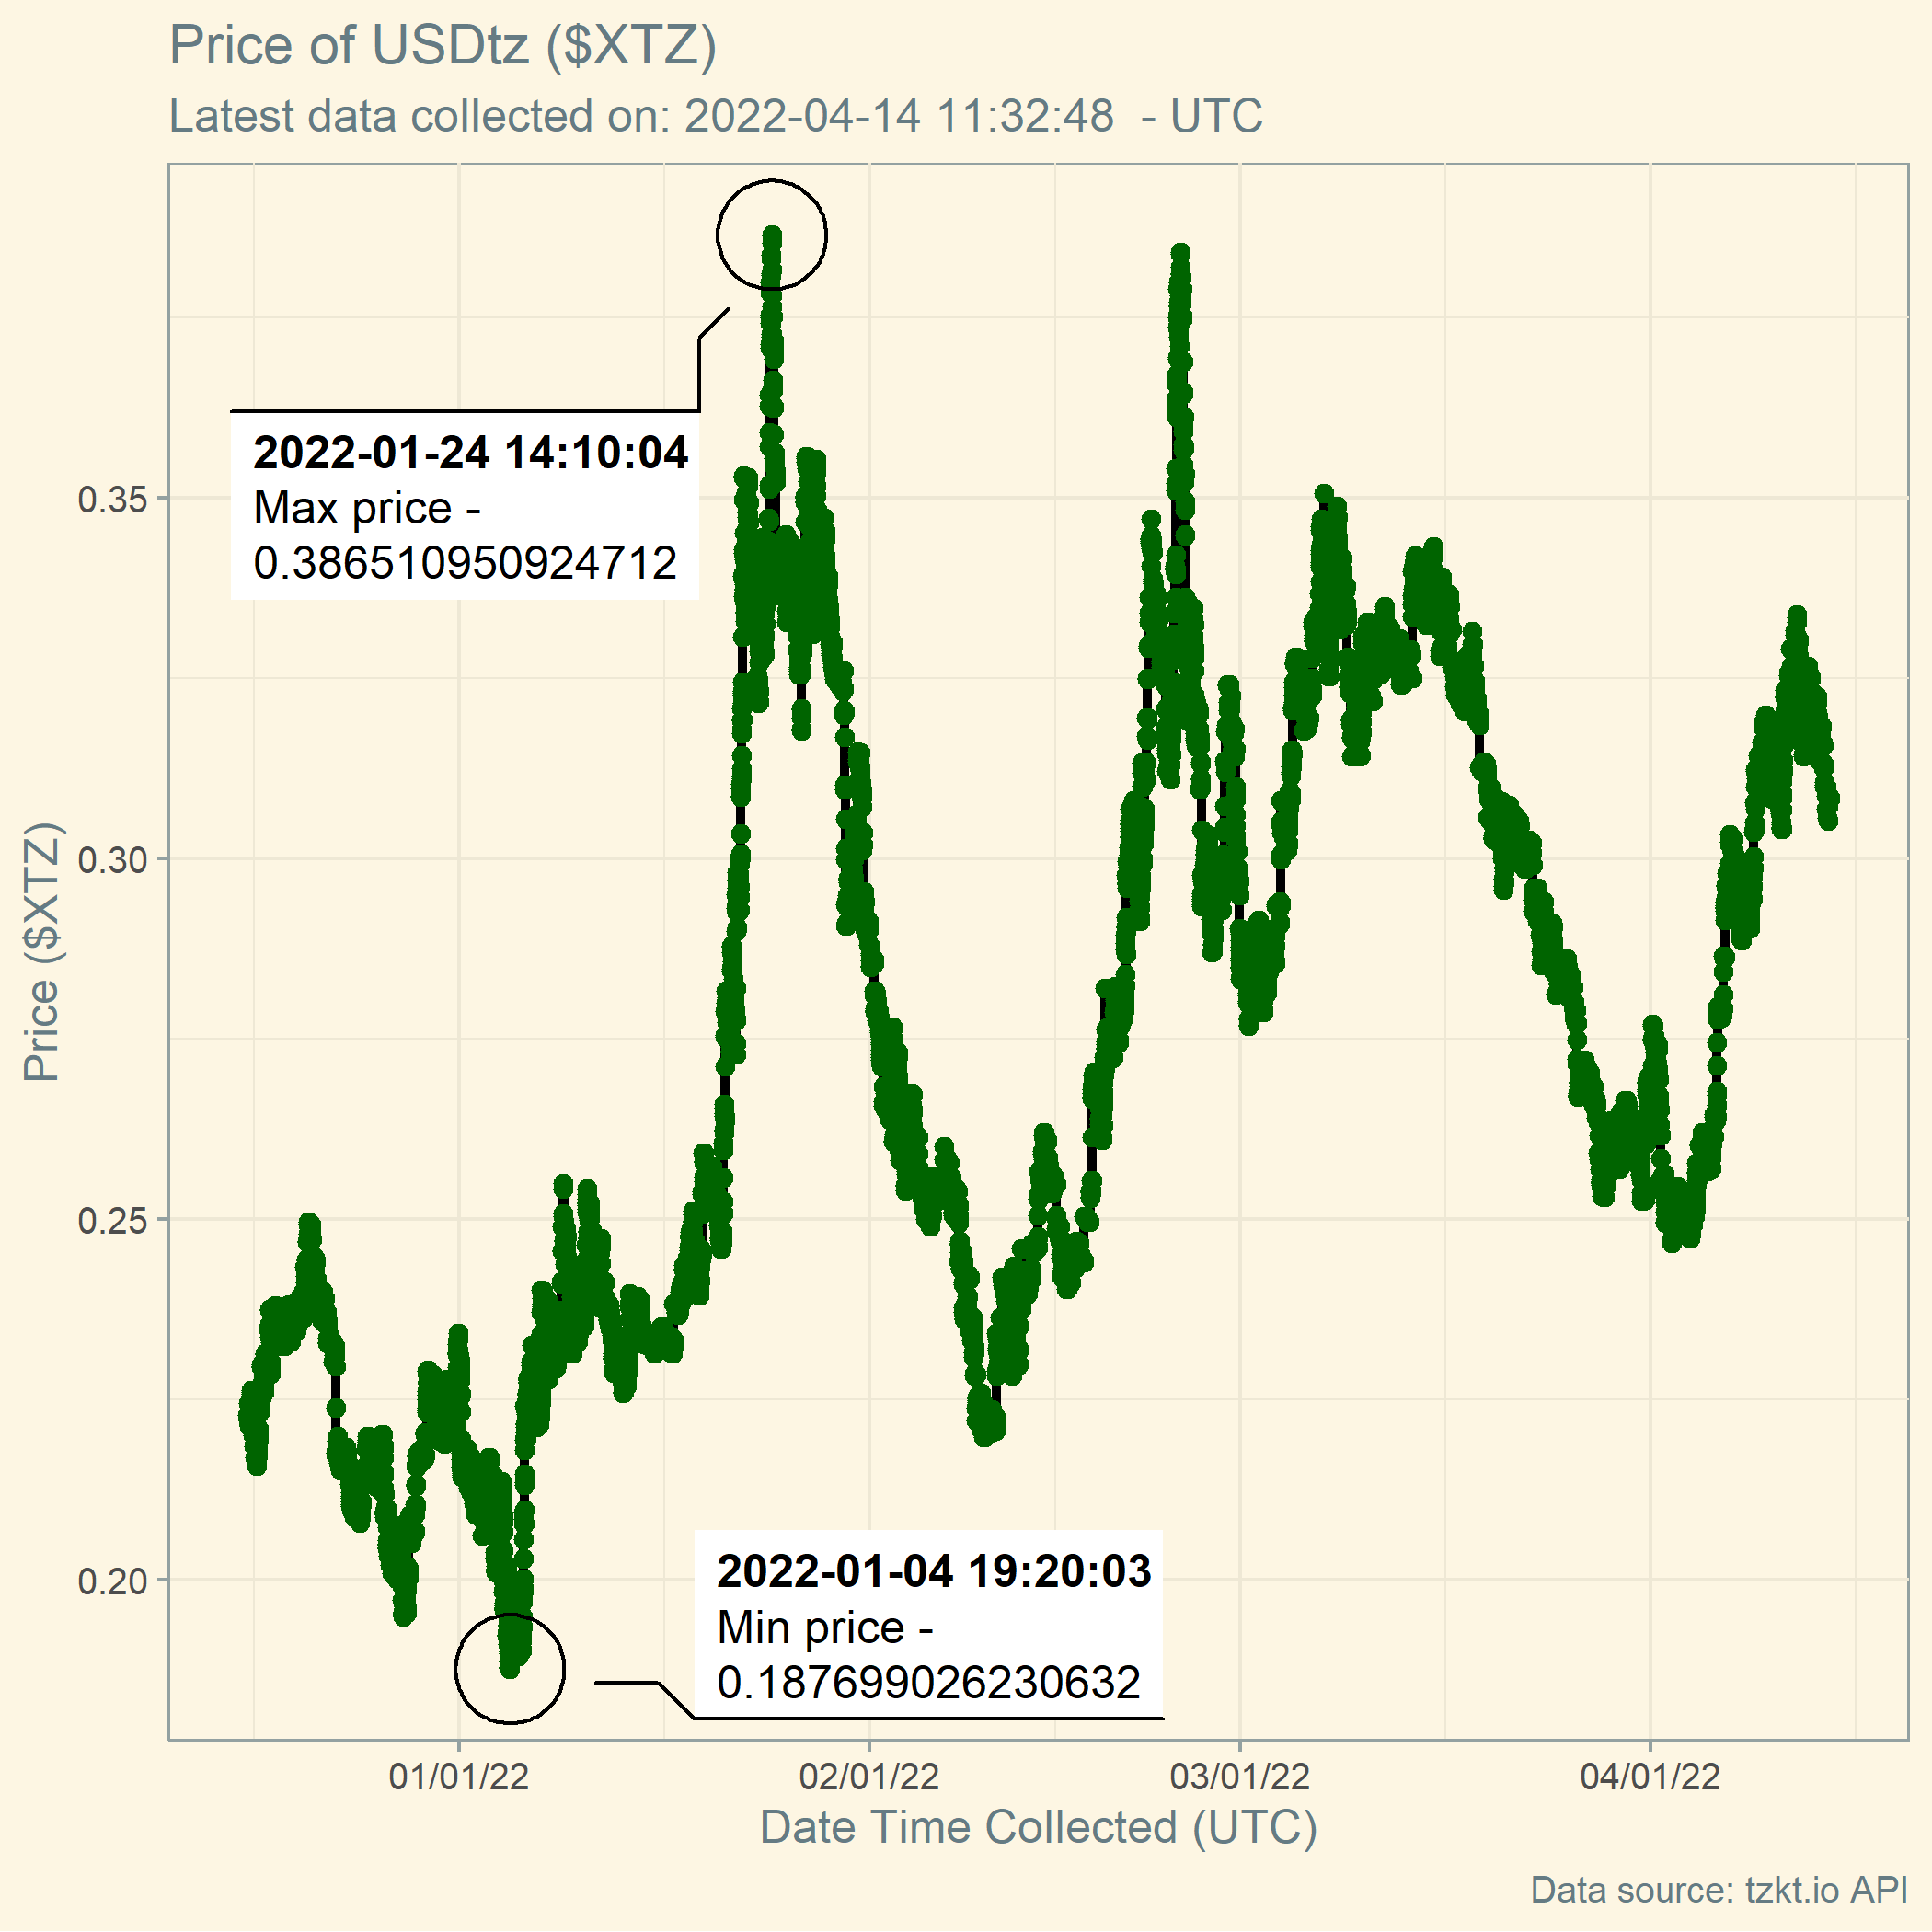 Price of USDtz ($XTZ)
Latest data collected on: 2022-04-14 11:32:48  - UTC
2022-01-24 14:10:04
Max price -
0.386510950924712
0.35
0.30
0.25
0.20
Price ($XTZ)
2022-01-04 19:20:03
Min price -
0.187699026230632
01/01/22
02/01/22
03/01/22
04/01/22
Date Time Collected (UTC)
Data source: tzkt.io API